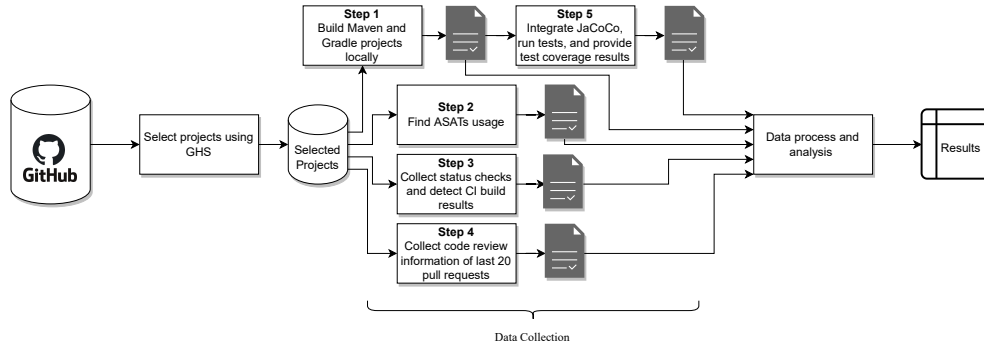 Step 1
Build Maven and
Gradle projects
locally
Step 5
Integrate JaCoCo,
run tests, and provide
test coverage results
GitHub
Select projects using
GHS
Selected
Projects
Step 2
Find ASATs usage
Step 3
Collect status checks
and detect CI build
results
Step 4
Collect code review
information of last 20
pull requests
Data process and
analysis
Results
Data Collection